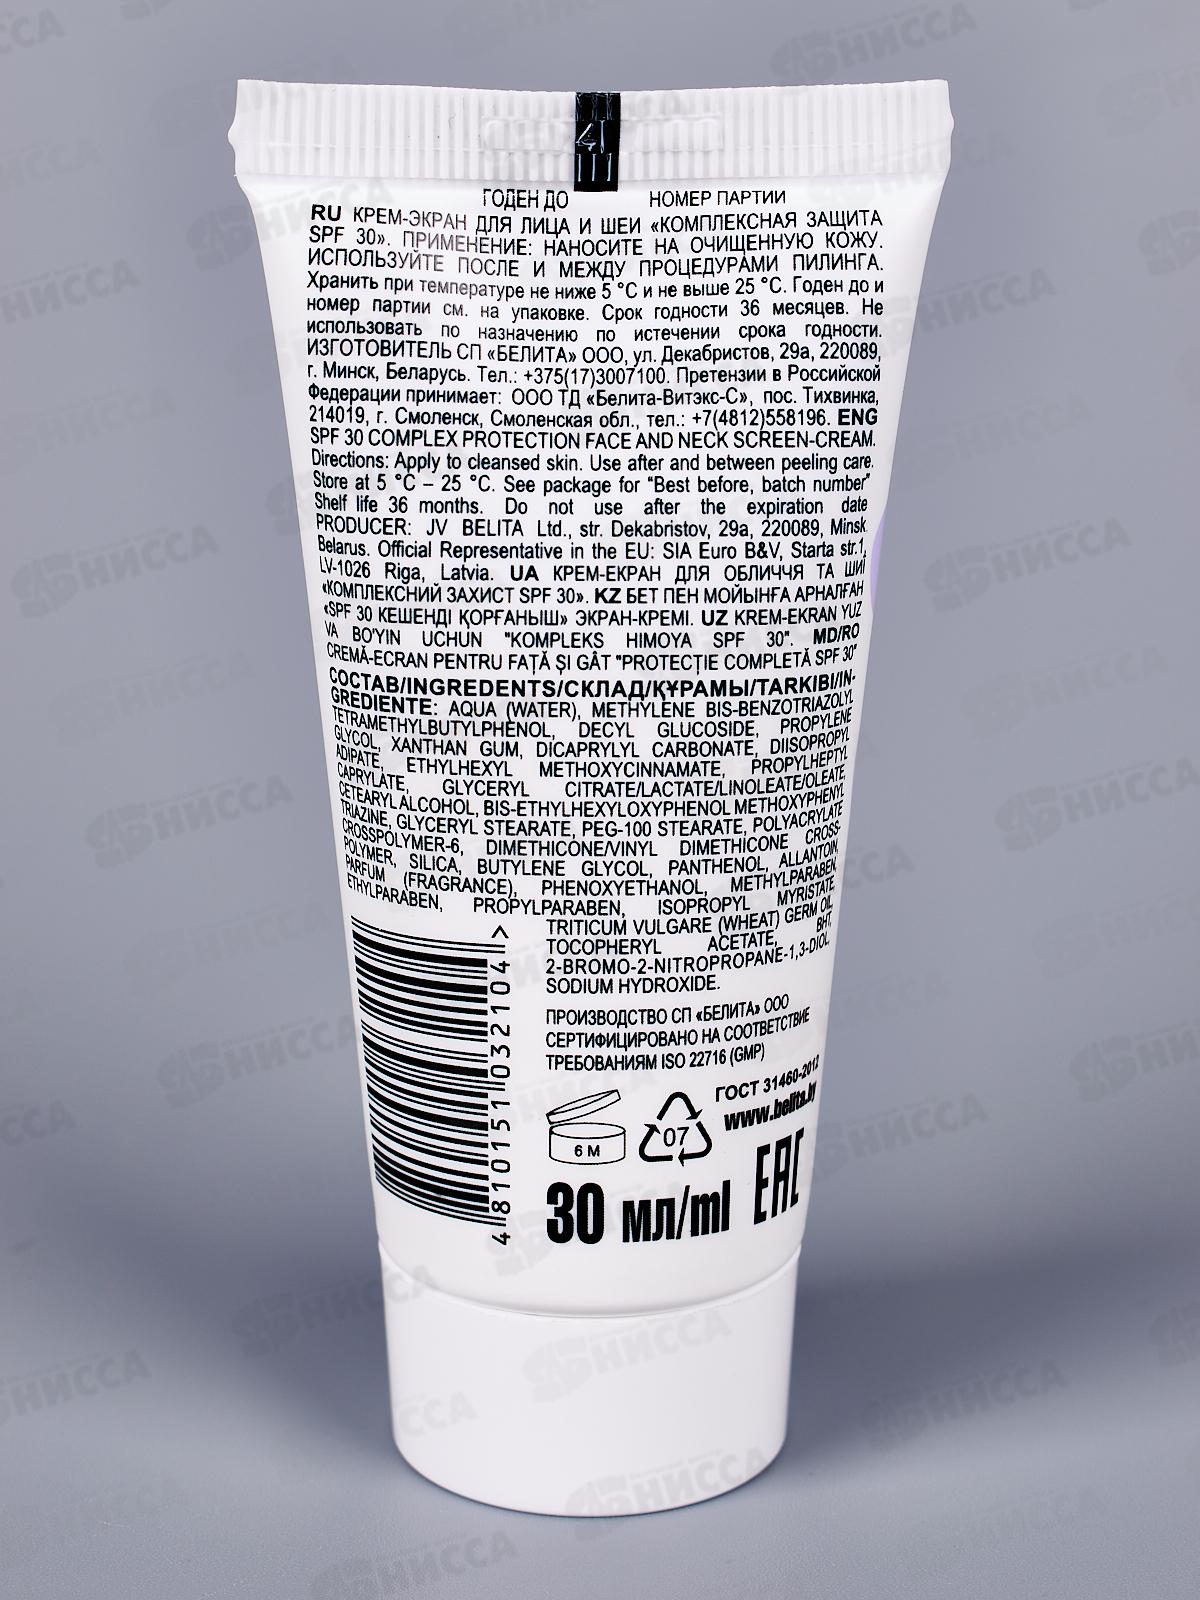 ГОДЕН ДО НОМЕР ПАРТИИ
RU КРЕМ-ЭКРАН ДЛЯ ЛИЦА И ШЕИ «КОМПЛЕКСНАЯ ЗАЩИТА
SPF 30». ПРИМЕНЕНИЕ: НАНОСИТЕ НА ОЧИЩЕННУЮ КОЖУ.
ИСПОЛЬЗУЙТЕ ПОСЛЕ И МЕЖДУ ПРОЦЕДУРАМИ ПИЛИНГА.
Хранить при температуре не ниже 5 °С и не выше 25 °С. Годен до и
номер партии см. на упаковке. Срок годности 36 месяцев. Не
использовать по назначению по истечении срока годности.
ИЗГОТОВИТЕЛЬ СП «БЕЛИТА» ООО, ул. Декабристов, 29а, 220089,
г. Минск, Беларусь. Тел.: +375(17)3007100. Претензии в Российской
Федерации принимает: ООО ТД «Белита-Витэкс-С», пос. Тихвинка,
214019, г. Смоленск, Смоленская обл., тел.: +7(4812)558196. ENG
SPF 30 COMPLEX PROTECTION FACE AND NECK SCREEN-CREAM.
Directions: Apply to cleansed skin. Use after and between peeling care.
Store at 5 °C – 25 °C. See package for "Best before, batch number"
Shelf life 36 months. Do not use after the expiration date
PRODUCER: JV BELITA Ltd., str. Dekabristov, 29a, 220089, Minsk
Belarus. Official Representative in the EU: SIA Euro B&V, Starta str.1,
LV-1026 Riga, Latvia. UA КРЕМ-ЕКРАН ДЛЯ ОБЛИЧЧЯ ТА ШИЇ
«КОМПЛЕКСНИЙ ЗАХИСТ SPF 30». KZ БЕТ ПЕН МОЙЫНҒА АРНАЛҒАН
«SPF 30 КЕШЕНДІ ҚОРҒАНЫШ» ЭКРАН-КРЕМІ. UZ KREM-EKRAN YUZ
VA BO'YIN UCHUN "KOMPLEKS HIMOYA SPF 30". MD/RO
CREMĂ-ECRAN PENTRU FAȚĂ ȘI GÂT "PROTECȚIE COMPLETĂ SPF 30"
СОСТАВ/INGREDENTS/СКЛАД/ҚҰРАМЫ/TARKIBI/IN-
GREDIENTE: AQUA (WATER), METHYLENE BIS-BENZOTRIAZOLYL
TETRAMETHYLBUTYLPHENOL, DECYL GLUCOSIDE, PROPYLENE
GLYCOL, XANTHAN GUM, DICAPRYLYL CARBONATE, DIISOPROPYL
ADIPATE, ETHYLHEXYL METHOXYCINNAMATE, PROPYLHEPTYL
CAPRYLATE, GLYCERYL CITRATE/LACTATE/LINOLEATE/OLEATE,
CETEARYL ALCOHOL, BIS-ETHYLHEXYLOXYPHENOL METHOXYPHENYL
TRIAZINE, GLYCERYL STEARATE, PEG-100 STEARATE, POLYACRYLATE
CROSSPOLYMER-6, DIMETHICONE/VINYL DIMETHICONE CROSS-
POLYMER, SILICA, BUTYLENE GLYCOL, PANTHENOL, ALLANTOIN,
PARFUM (FRAGRANCE), PHENOXYETHANOL, METHYLPARABEN,
ETHYLPARABEN, PROPYLPARABEN, ISOPROPYL MYRISTATE,
TRITICUM VULGARE (WHEAT) GERM OIL,
TOCOPHERYL ACETATE, BHT,
2-BROMO-2-NITROPROPANE-1,3-DIOL,
SODIUM HYDROXIDE.
ПРОИЗВОДСТВО СП «БЕЛИТА» ООО
СЕРТИФИЦИРОВАНО НА СООТВЕТСТВИЕ
ТРЕБОВАНИЯМ ISO 22716 (GMP)
ГОСТ 31460-2012
www.belita.by
6 M
07
30 мл/ml
EAC
4 810151 032104 >
НИССА